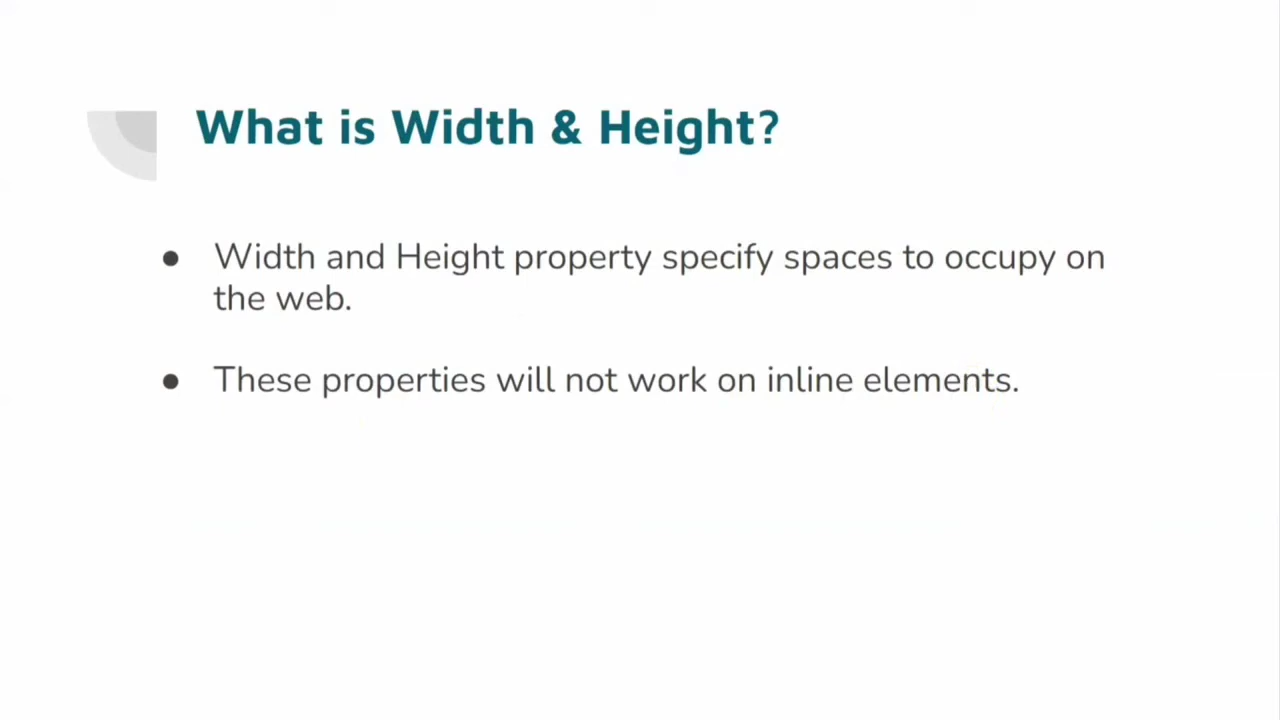 What is Width & Height?
● Width and Height property specify spaces to occupy on
the web.
● These properties will not work on inline elements.